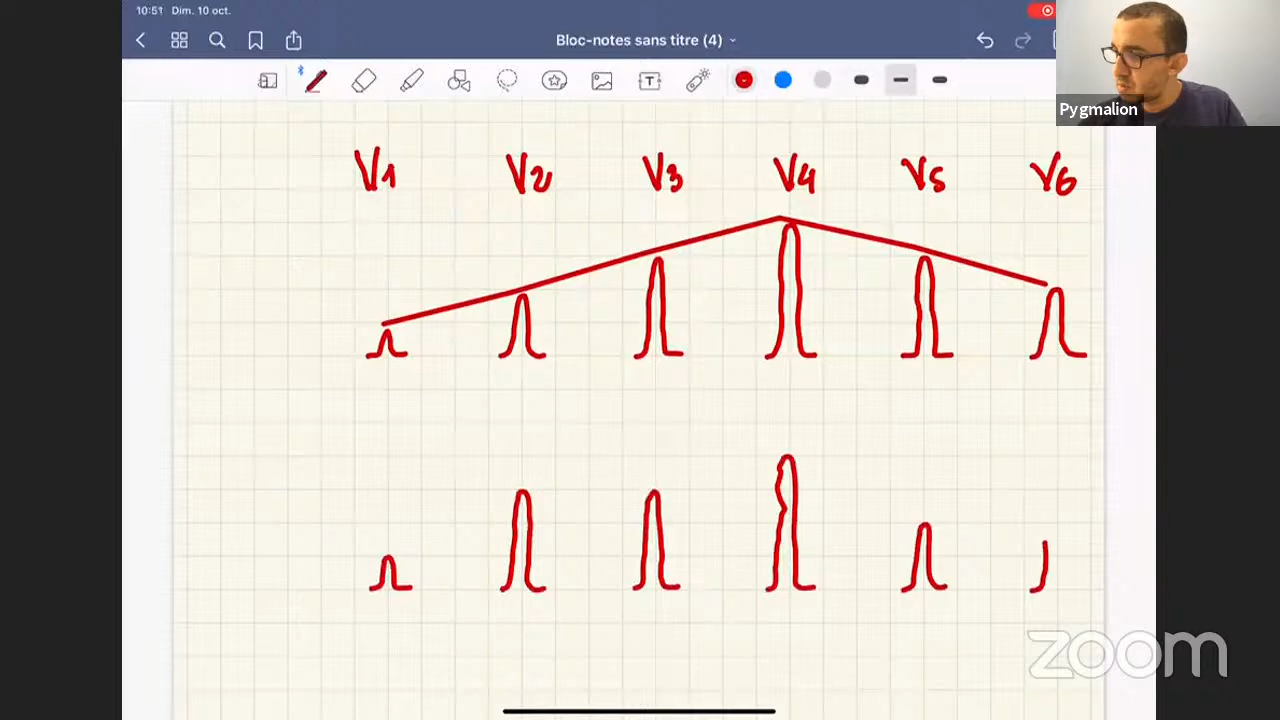 10:51 Dim. 10 oct.
Bloc-notes sans titre (4)
T
Pygmalion
V1 V2 V3 V4 V5 V6
zoom